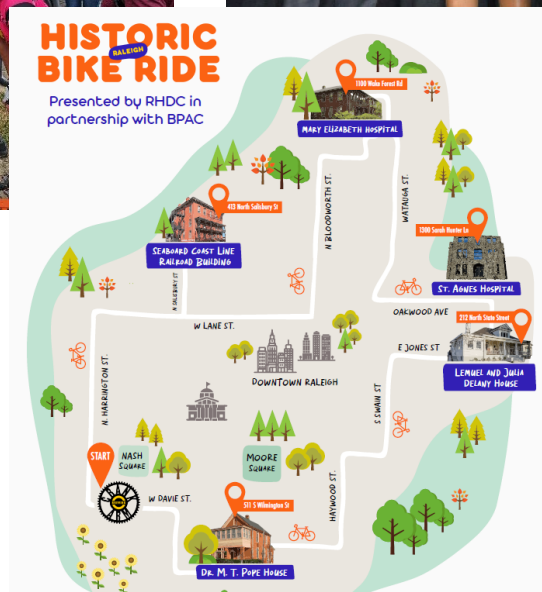 HISTORIC
RALEIGH
BIKE RIDE
Presented by RHDC in
partnership with BPAC
1100 Wake Forest Rd
MARY ELIZABETH HOSPITAL
N BLOODWORTH ST.
WATAUGA ST.
413 North Salisbury St
SEABOARD COAST LINE
RAILROAD BUILDING
N SALISBURY ST
1300 Sarah Hunter Ln
ST. AGNES HOSPITAL
OAKWOOD AVE
212 North State Street
W LANE ST.
E JONES ST
LEMUEL AND JULIA
DELANY HOUSE
DOWNTOWN RALEIGH
N. HARRINGTON ST.
S SWAIN ST
START
NASH
SQUARE
MOORE
SQUARE
HAYWOOD ST.
W DAVIE ST.
511 S Wilmington St
DR. M. T. POPE HOUSE